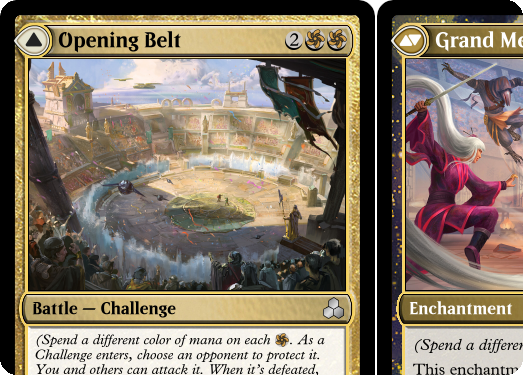 Opening Belt 2
Battle — Challenge
(Spend a different color of mana on each . As a
Challenge enters, choose an opponent to protect it.
You and others can attack it. When it's defeated,
Grand Me
Enchantment
(Spend a differen
This enchantm